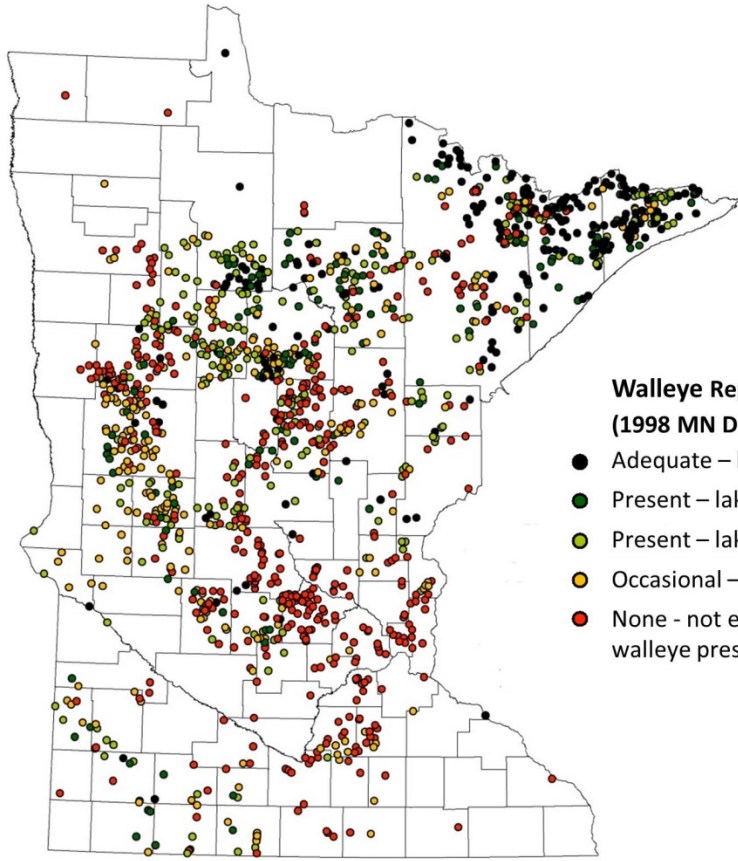 Walleye Re
(1998 MN D
Adequate –
Present – lak
Present – lak
Occasional –
None - not e
walleye pres